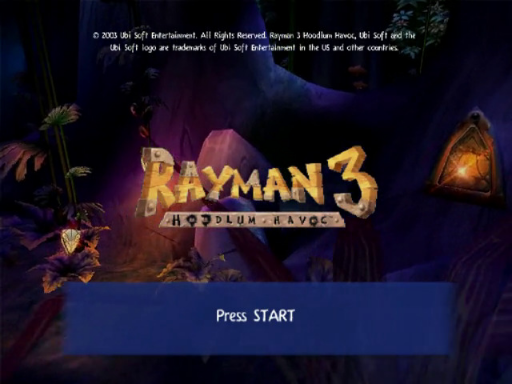 © 2003 Ubi Soft Entertainment. All Rights Reserved. Rayman 3 Hoodlum Havoc, Ubi Soft and the
Ubi Soft logo are trademarks of Ubi Soft Entertainment in the US and other countries.
RAYMAN 3
HOODLUM HAVOC
Press START